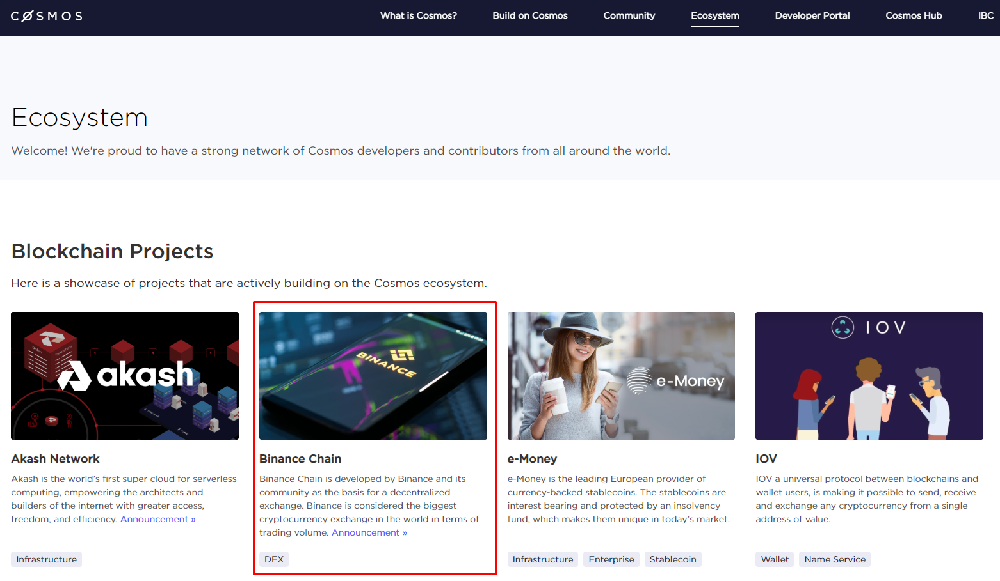 COSMOS
What is Cosmos?
Build on Cosmos
Community
Ecosystem
Developer Portal
Cosmos Hub
IBC
Ecosystem
Welcome! We're proud to have a strong network of Cosmos developers and contributors from all around the world.
Blockchain Projects
Here is a showcase of projects that are actively building on the Cosmos ecosystem.
akash
Akash Network
Akash is the world's first super cloud for serverless
computing, empowering the architects and
builders of the internet with greater access,
freedom, and efficiency. Announcement »
Infrastructure
BINANCE
Binance Chain
Binance Chain is developed by Binance and its
community as the basis for a decentralized
exchange. Binance is considered the biggest
cryptocurrency exchange in the world in terms of
trading volume. Announcement »
DEX
e-Money
e-Money
e-Money is the leading European provider of
currency-backed stablecoins. The stablecoins are
interest bearing and protected by an insolvency
fund, which makes them unique in today's market.
Infrastructure
Enterprise
Stablecoin
IOV
IOV
IOV a universal protocol between blockchains and
wallet users, is making it possible to send, receive
and exchange any cryptocurrency from a single
address of value.
Wallet
Name Service